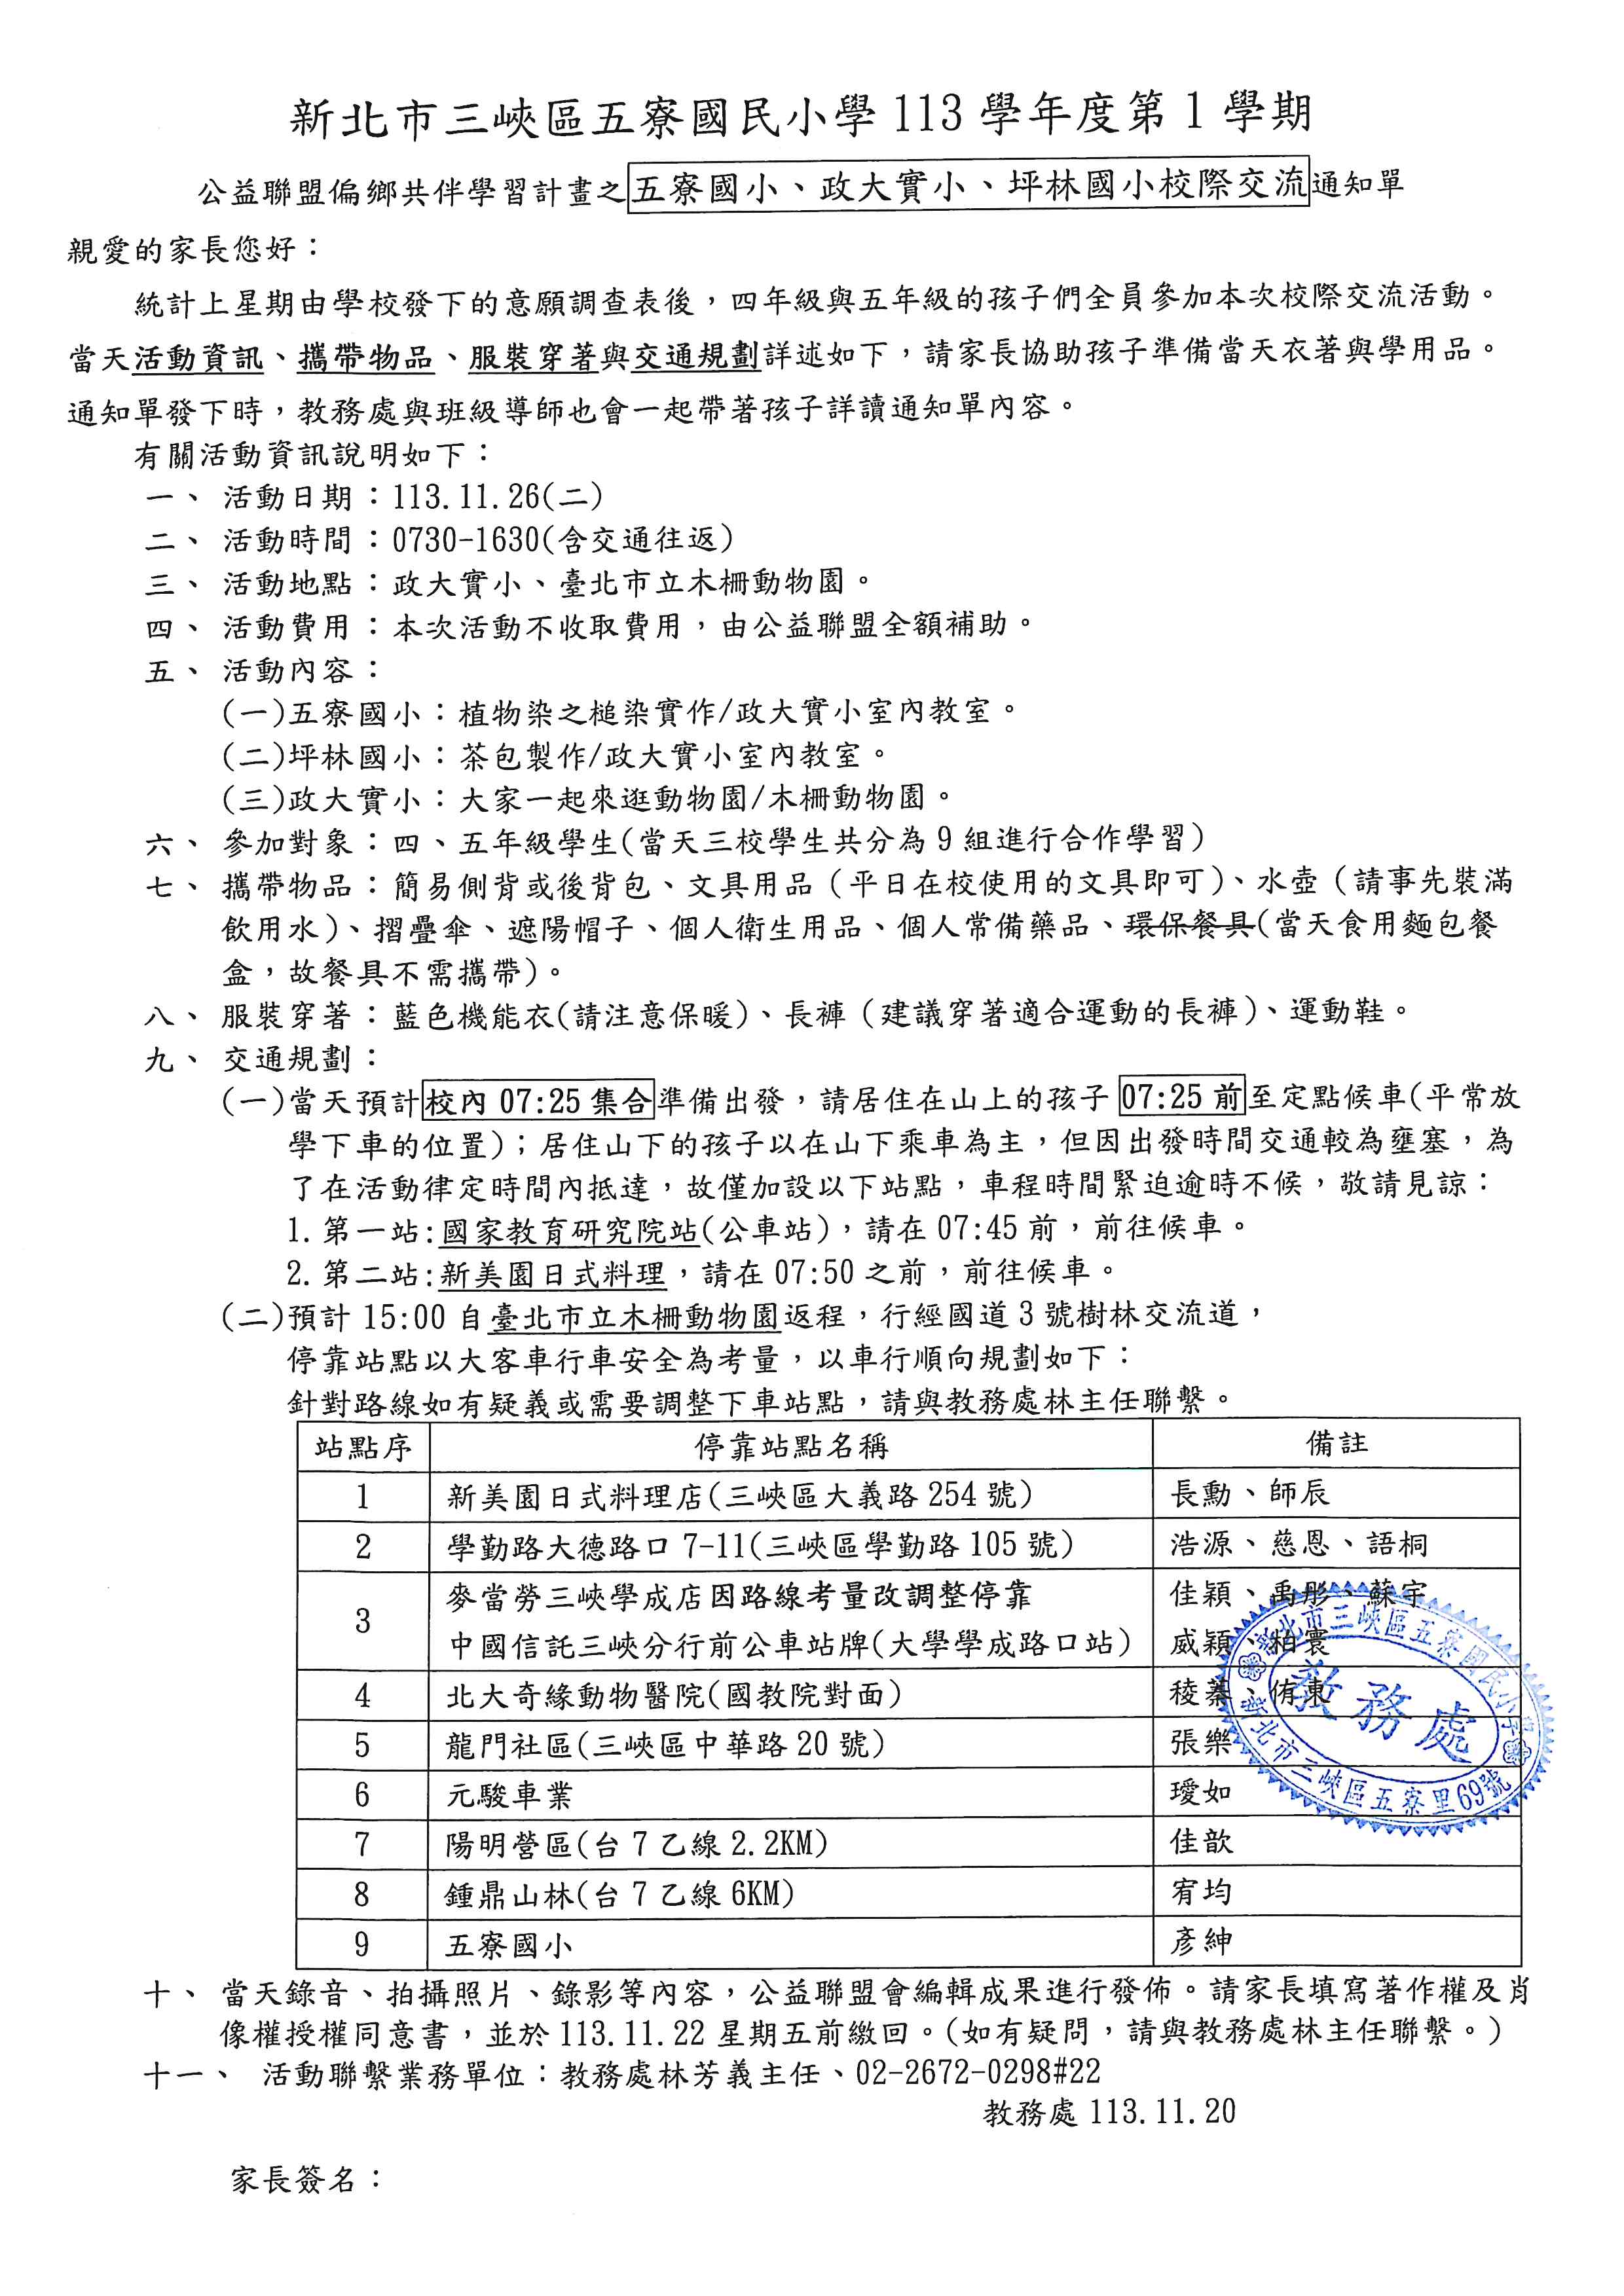 新北市三峽區五寮國民小學 113 學年度第 1 學期
公益聯盟偏鄉共伴學習計畫之五寮國小、政大實小、坪林國小校際交流通知單
親愛的家長您好：
統計上星期由學校發下的意願調查表後，四年級與五年級的孩子們全員參加本次校際交流活動。
當天活動資訊、攜帶物品、服裝穿著與交通規劃詳述如下，請家長協助孩子準備當天衣著與學用品。
通知單發下時，教務處與班級導師也會一起帶著孩子詳讀通知單內容。
有關活動資訊說明如下：
一、 活動日期：113.11.26(二)
二、 活動時間：0730-1630(含交通往返)
三、 活動地點：政大實小、臺北市立木柵動物園。
四、 活動費用：本次活動不收取費用，由公益聯盟全額補助。
五、 活動內容：
(一)五寮國小：植物染之槌染實作/政大實小室內教室。
(二)坪林國小：茶包製作/政大實小室內教室。
(三)政大實小：大家一起來逛動物園/木柵動物園。
六、 參加對象：四、五年級學生(當天三校學生共分為 9 組進行合作學習)
七、 攜帶物品：簡易側背或後背包、文具用品（平日在校使用的文具即可)、水壺（請事先裝滿
飲用水)、摺疊傘、遮陽帽子、個人衛生用品、個人常備藥品、環保餐具(當天食用麵包餐
盒，故餐具不需攜帶)。
八、 服裝穿著：藍色機能衣(請注意保暖)、長褲（建議穿著適合運動的長褲)、運動鞋。
九、 交通規劃：
(一)當天預計校內 07:25 集合準備出發，請居住在山上的孩子 07:25 前至定點候車(平常放
學下車的位置)；居住山下的孩子以在山下乘車為主，但因出發時間交通較為壅塞，為
了在活動律定時間內抵達，故僅加設以下站點，車程時間緊迫逾時不候，敬請見諒：
1. 第一站:國家教育研究院站(公車站)，請在 07:45 前，前往候車。
2. 第二站:新美園日式料理，請在 07:50 之前，前往候車。
(二)預計 15:00 自臺北市立木柵動物園返程，行經國道 3 號樹林交流道，
停靠站點以大客車行車安全為考量，以車行順向規劃如下：
針對路線如有疑義或需要調整下車站點，請與教務處林主任聯繫。
站點序 停靠站點名稱 備註
1 新美園日式料理店(三峽區大義路 254 號) 長勳、師辰
2 學勤路大德路口 7-11(三峽區學勤路 105 號) 浩源、慈恩、語桐
3 麥當勞三峽學成店因路線考量改調整停靠 佳穎、禹彤、蘇宇
中國信託三峽分行前公車站牌(大學學成路口站) 威穎、柏寰
4 北大奇緣動物醫院(國教院對面) 稜蓁、侑東
5 龍門社區(三峽區中華路 20 號) 張樂
6 元駿車業 璦如
7 陽明營區(台 7 乙線 2.2KM) 佳歆
8 鍾鼎山林(台 7 乙線 6KM) 宥均
9 五寮國小 彥紳
新北市三峽區五寮國民小學
教務處
新北市三峽區五寮里69號
十、 當天錄音、拍攝照片、錄影等內容，公益聯盟會編輯成果進行發佈。請家長填寫著作權及肖
像權授權同意書，並於 113.11.22 星期五前繳回。(如有疑問，請與教務處林主任聯繫。)
十一、 活動聯繫業務單位：教務處林芳義主任、02-2672-0298#22
教務處 113.11.20
家長簽名：